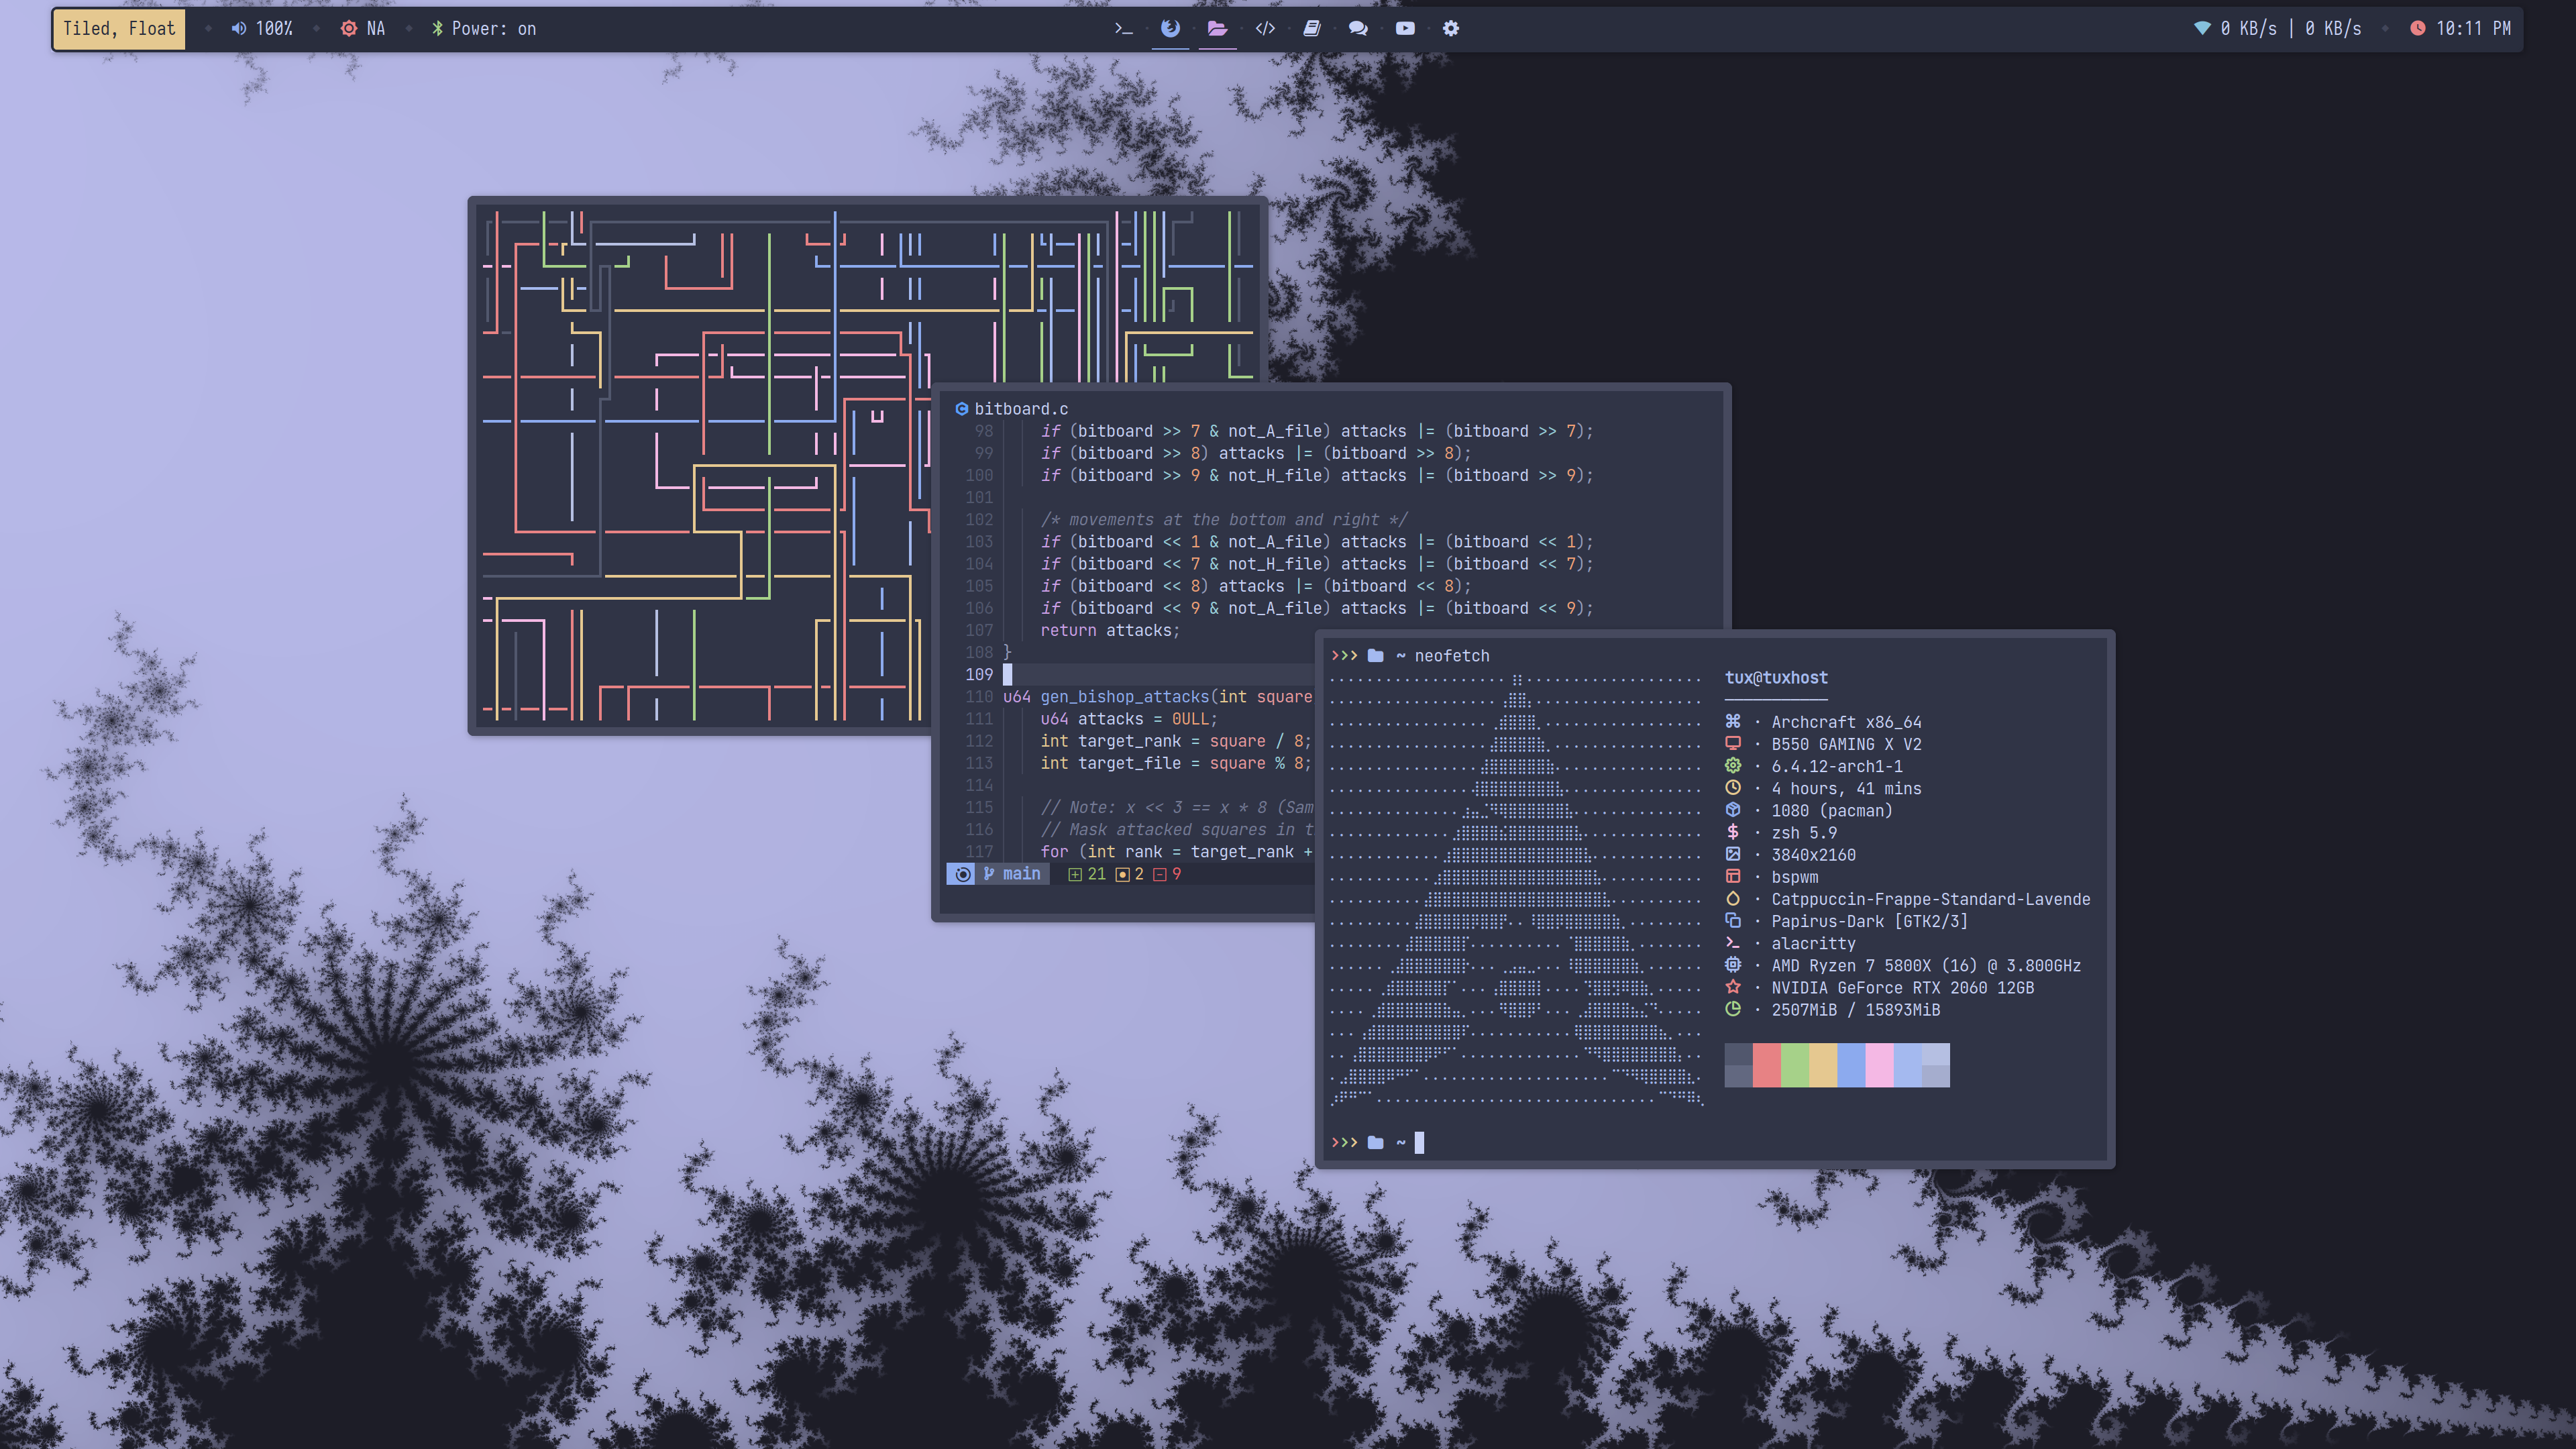 Tiled, Float
100%
NA
Power: on
0 KB/s | 0 KB/s
10:11 PM
bitboard.c
98 if (bitboard >> 7 & not_A_file) attacks |= (bitboard >> 7);
99 if (bitboard >> 8) attacks |= (bitboard >> 8);
100 if (bitboard >> 9 & not_H_file) attacks |= (bitboard >> 9);
101
102 /* movements at the bottom and right */
103 if (bitboard << 1 & not_A_file) attacks |= (bitboard << 1);
104 if (bitboard << 7 & not_H_file) attacks |= (bitboard << 7);
105 if (bitboard << 8) attacks |= (bitboard << 8);
106 if (bitboard << 9 & not_A_file) attacks |= (bitboard << 9);
107 return attacks;
108 }
109
110 u64 gen_bishop_attacks(int square
111 u64 attacks = 0ULL;
112 int target_rank = square / 8;
113 int target_file = square % 8;
114
115 // Note: x << 3 == x * 8 (Sam
116 // Mask attacked squares in t
117 for (int rank = target_rank +
main 21 2 9
>>> ~ neofetch
tux@tuxhost
· Archcraft x86_64
· B550 GAMING X V2
· 6.4.12-arch1-1
· 4 hours, 41 mins
· 1080 (pacman)
· zsh 5.9
· 3840x2160
· bspwm
· Catppuccin-Frappe-Standard-Lavende
· Papirus-Dark [GTK2/3]
· alacritty
· AMD Ryzen 7 5800X (16) @ 3.800GHz
· NVIDIA GeForce RTX 2060 12GB
· 2507MiB / 15893MiB
>>> ~